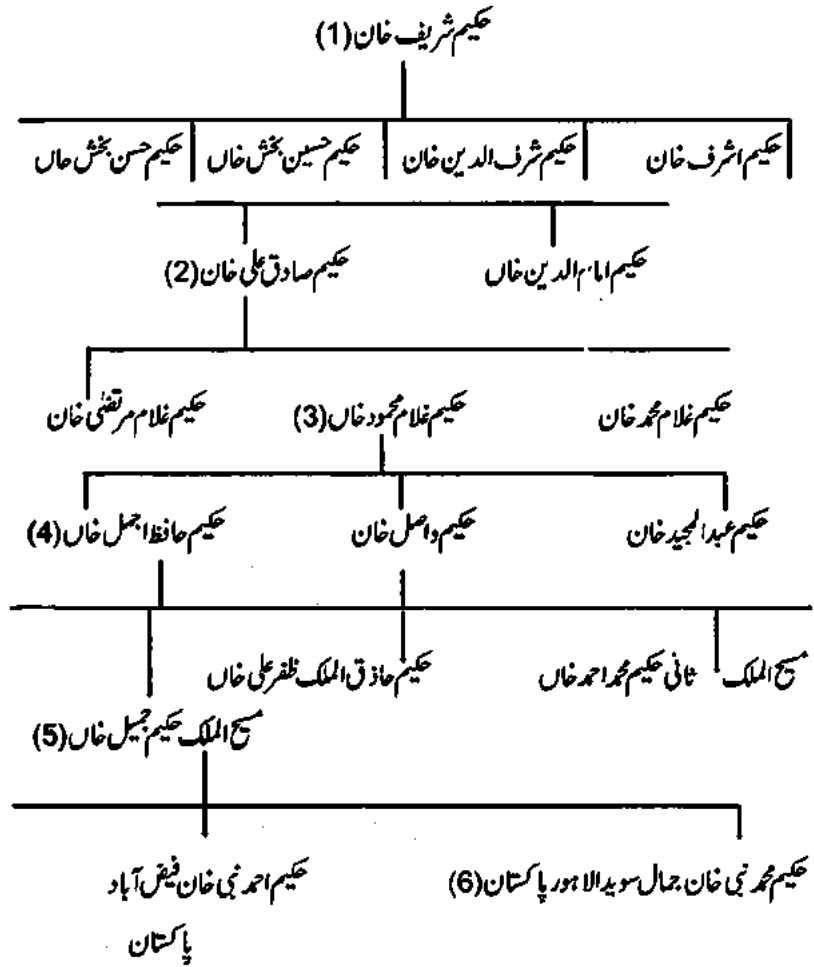 حکیم شریف خان (1)
حکیم اشرف خان حکیم شرف الدین خان حکیم حسین بخش خاں حکیم حسن بخش خاں
حکیم امام الدین خاں حکیم صادق علی خان (2)
حکیم غلام محمد خان حکیم غلام محمود خاں (3) حکیم غلام مرتضیٰ خان
حکیم عبدالمجید خان حکیم واصل خان حکیم حافظ اجمل خاں (4)
مسیح الملک ثانی حکیم محمد احمد خاں حکیم حاذق الملک ظفر علی خاں
مسیح الملک حکیم جمیل خاں (5)
حکیم محمد نبی خان جمال سویدا لاہور پاکستان (6) حکیم احمد نبی خان فیض آباد
پاکستان